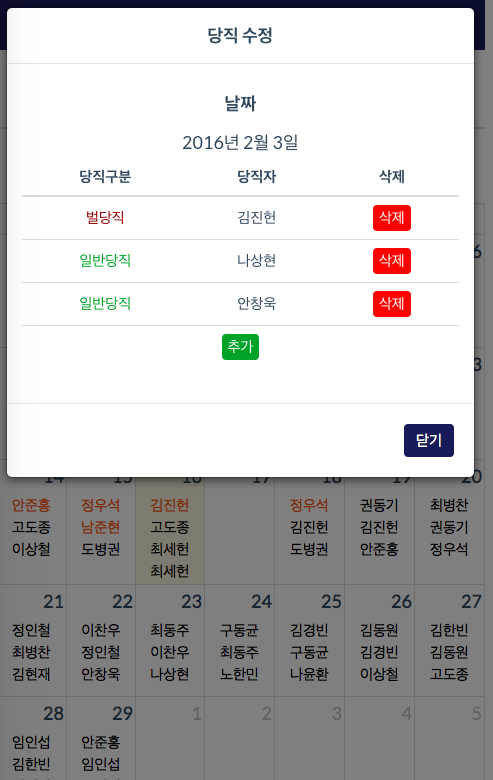 당직 수정
날짜
2016년 2월 3일
당직구분 당직자 삭제
벌당직 김진헌 삭제
일반당직 나상현 삭제
일반당직 안창욱 삭제
추가
닫기
6
3
14 15 16 17 18 19 20
안준홍 정우석 김진헌 정우석 권동기 최병찬
고도종 남준현 고도종 김진헌 김진헌 권동기
이상철 도병권 최세헌 도병권 안준홍 정우석
최세헌
21 22 23 24 25 26 27
정인철 이찬우 최동주 구동균 김경빈 김동원 김한빈
최병찬 정인철 이찬우 최동주 구동균 김경빈 김동원
김현재 안창욱 나상현 노한민 나윤환 이상철 고도종
28 29 1 2 3 4 5
임인섭 안준홍
김한빈 임인섭